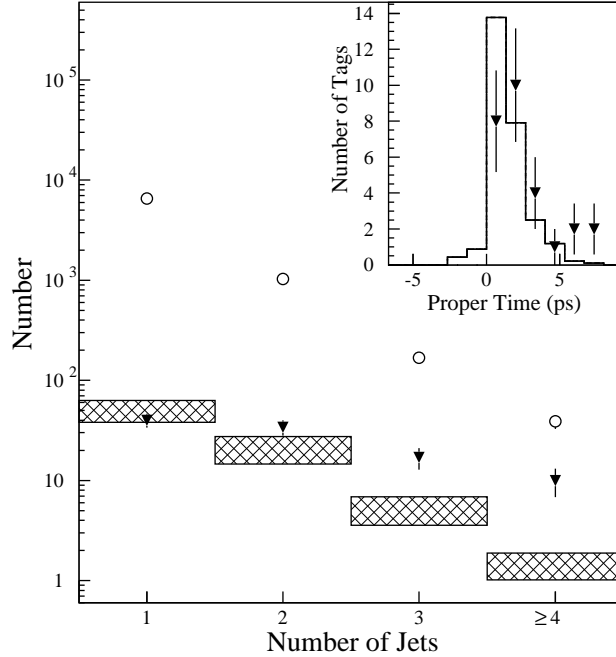 14
12
10
8
6
4
2
0
Number of Tags
-5 0 5
Proper Time (ps)
10^5
10^4
10^3
10^2
10
1
Number
1 2 3 ≥4
Number of Jets